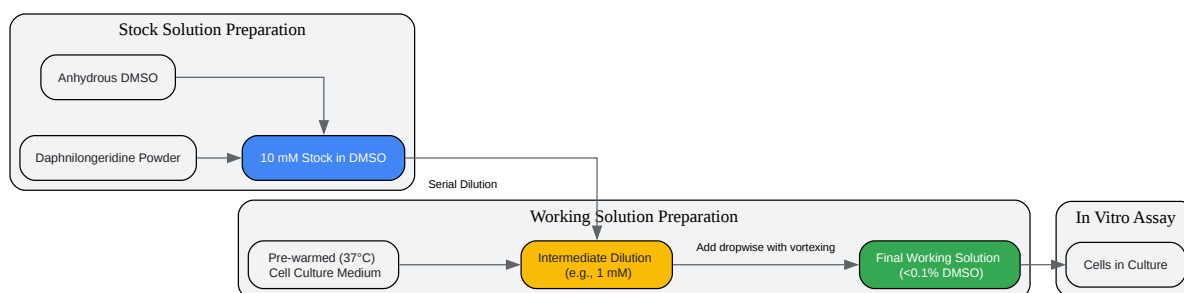 Stock Solution Preparation
Anhydrous DMSO
Daphnilongeridine Powder
10 mM Stock in DMSO
Serial Dilution
Working Solution Preparation
Pre-warmed (37°C)
Cell Culture Medium
Intermediate Dilution
(e.g., 1 mM)
Add dropwise with vortexing
Final Working Solution
(<0.1% DMSO)
In Vitro Assay
Cells in Culture